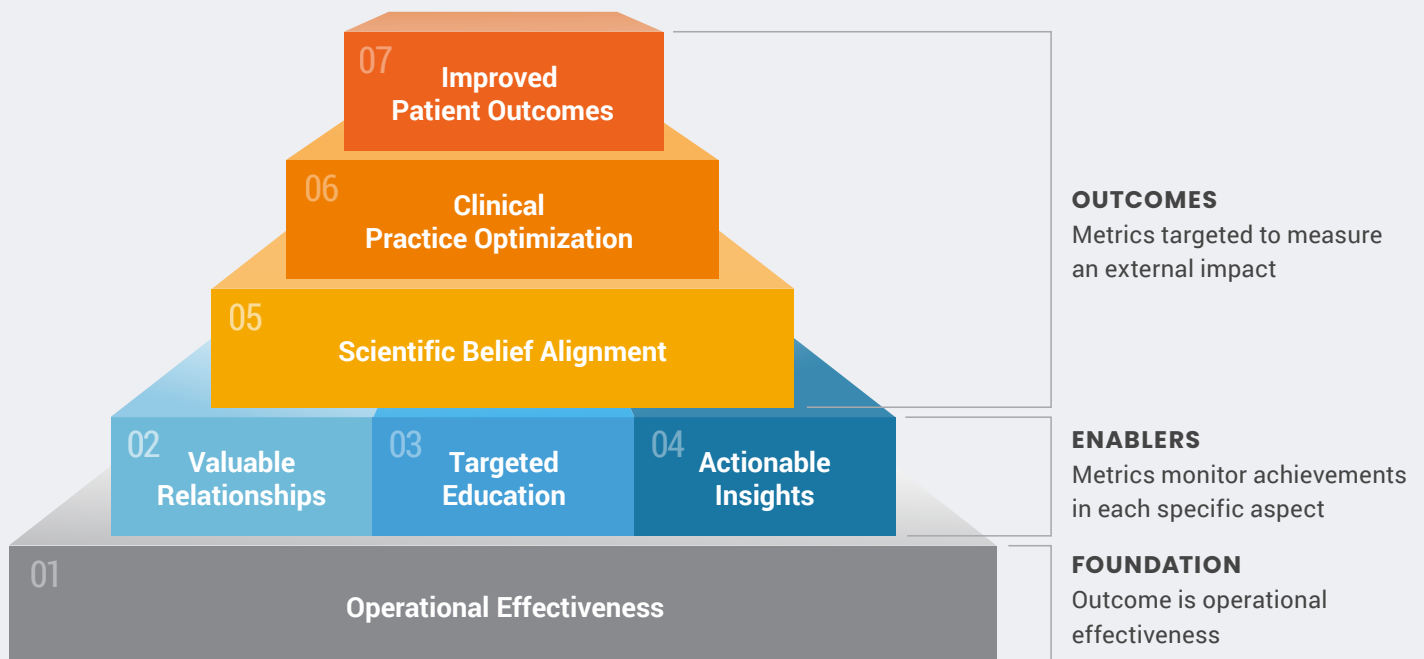 07
Improved
Patient Outcomes
06
Clinical
Practice Optimization
05
Scientific Belief Alignment
02
Valuable
Relationships
03
Targeted
Education
04
Actionable
Insights
01
Operational Effectiveness
OUTCOMES
Metrics targeted to measure
an external impact
ENABLERS
Metrics monitor achievements
in each specific aspect
FOUNDATION
Outcome is operational
effectiveness